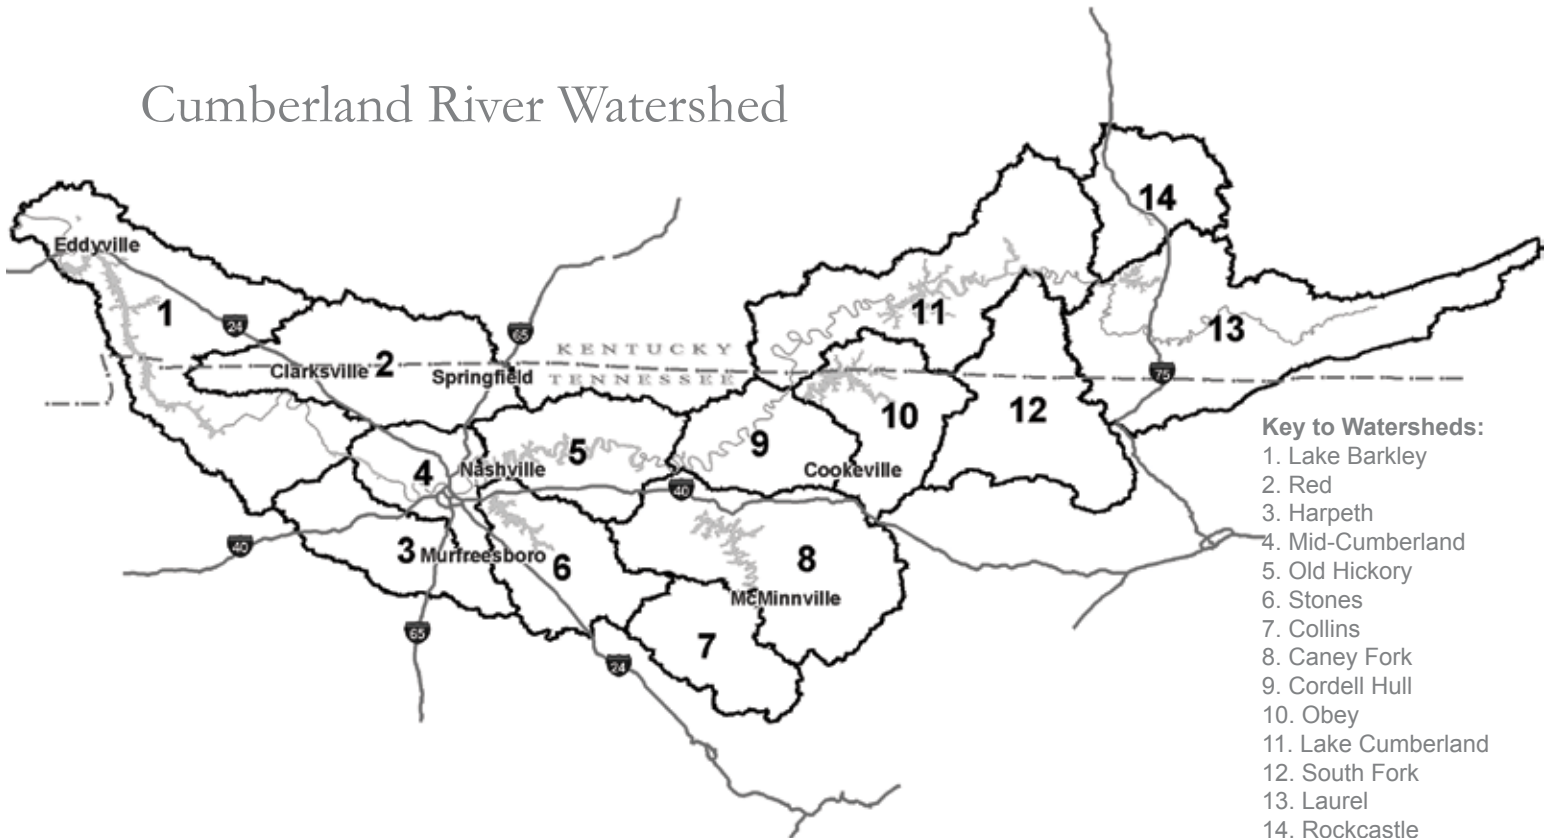 Cumberland River Watershed
14
Eddyville
1
24
65
11
13
KENTUCKY
2
Clarksville
Springfield
TENNESSEE
75
10
12
9
5
4
Nashville
Cookeville
40
40
3
Murfreesboro
6
8
McMinnville
65
7
24
Key to Watersheds:
1. Lake Barkley
2. Red
3. Harpeth
4. Mid-Cumberland
5. Old Hickory
6. Stones
7. Collins
8. Caney Fork
9. Cordell Hull
10. Obey
11. Lake Cumberland
12. South Fork
13. Laurel
14. Rockcastle